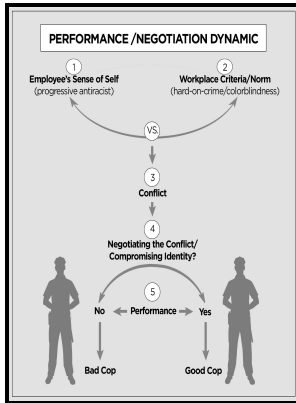 PERFORMANCE /NEGOTIATION DYNAMIC
1
Employee's Sense of Self
(progressive antiracist)
2
Workplace Criteria/Norm
(hard-on-crime/colorblindness)
VS.
3
Conflict
4
Negotiating the Conflict/
Compromising Identity?
5
No Performance Yes
Bad Cop Good Cop